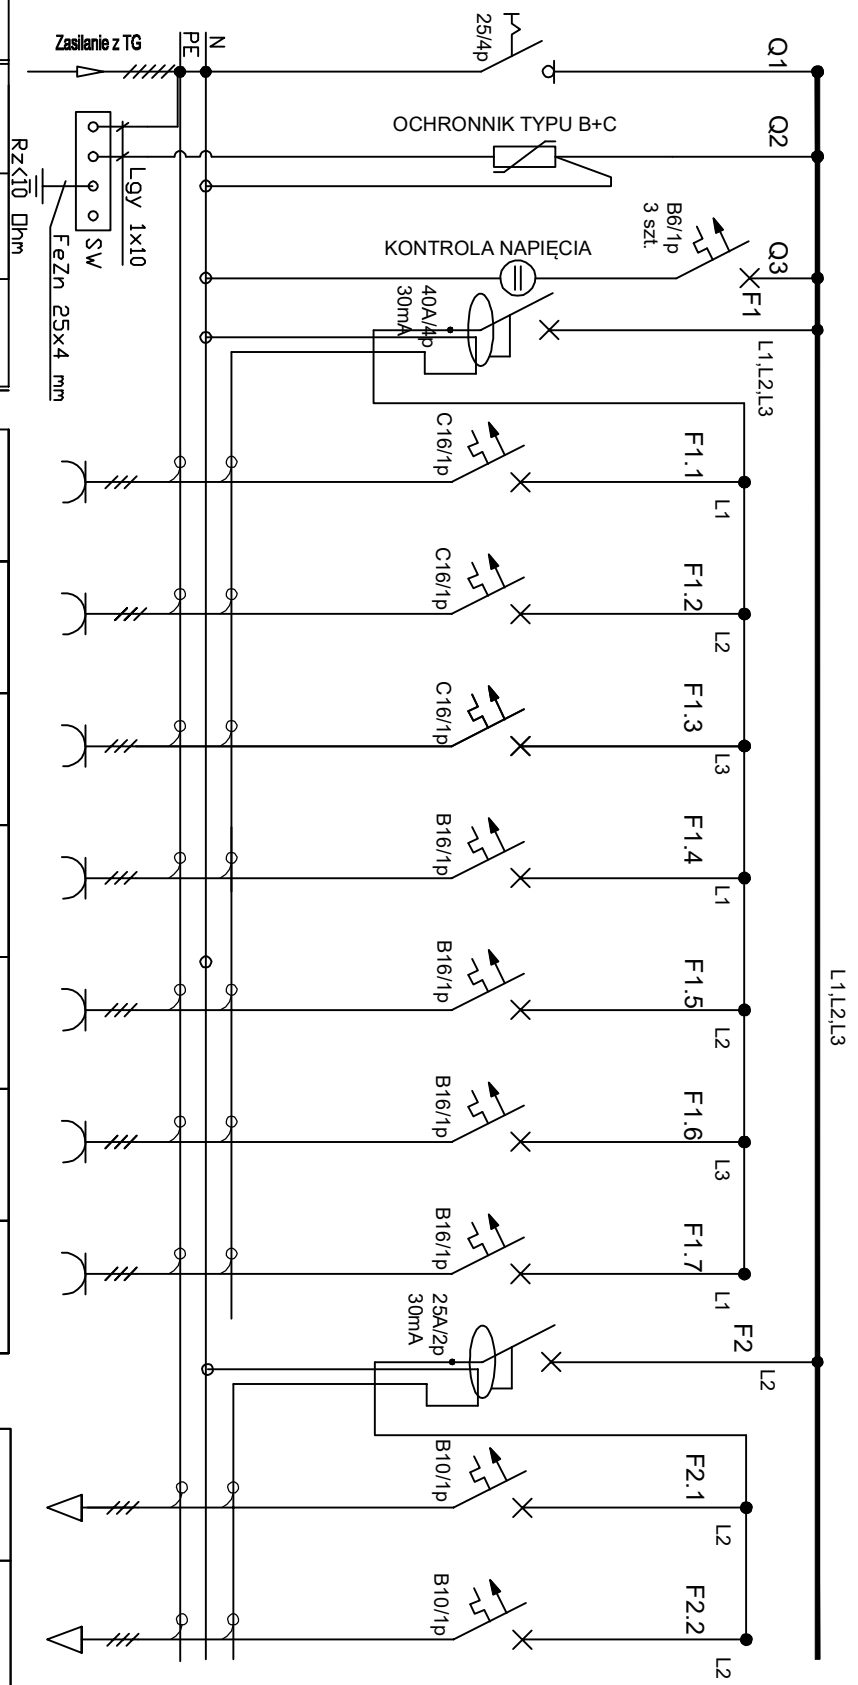 Zasilanie z TG
PE
N
25/4p
Q1
OCHRONNIK TYPU B+C
Q2
Lgy 1x10
SW
Rz<10 Ohm
FeZn 25x4 mm
KONTROLA NAPIĘCIA
B6/1p
3 szt.
Q3
F1
40A/4p
30mA
L1,L2,L3
L1,L2,L3
C16/1p
F1.1
L1
C16/1p
F1.2
L2
C16/1p
F1.3
L3
B16/1p
F1.4
L1
B16/1p
F1.5
L2
B16/1p
F1.6
L3
B16/1p
F1.7
L1
25A/2p
30mA
F2
L2
B10/1p
F2.1
L2
B10/1p
F2.2
L2